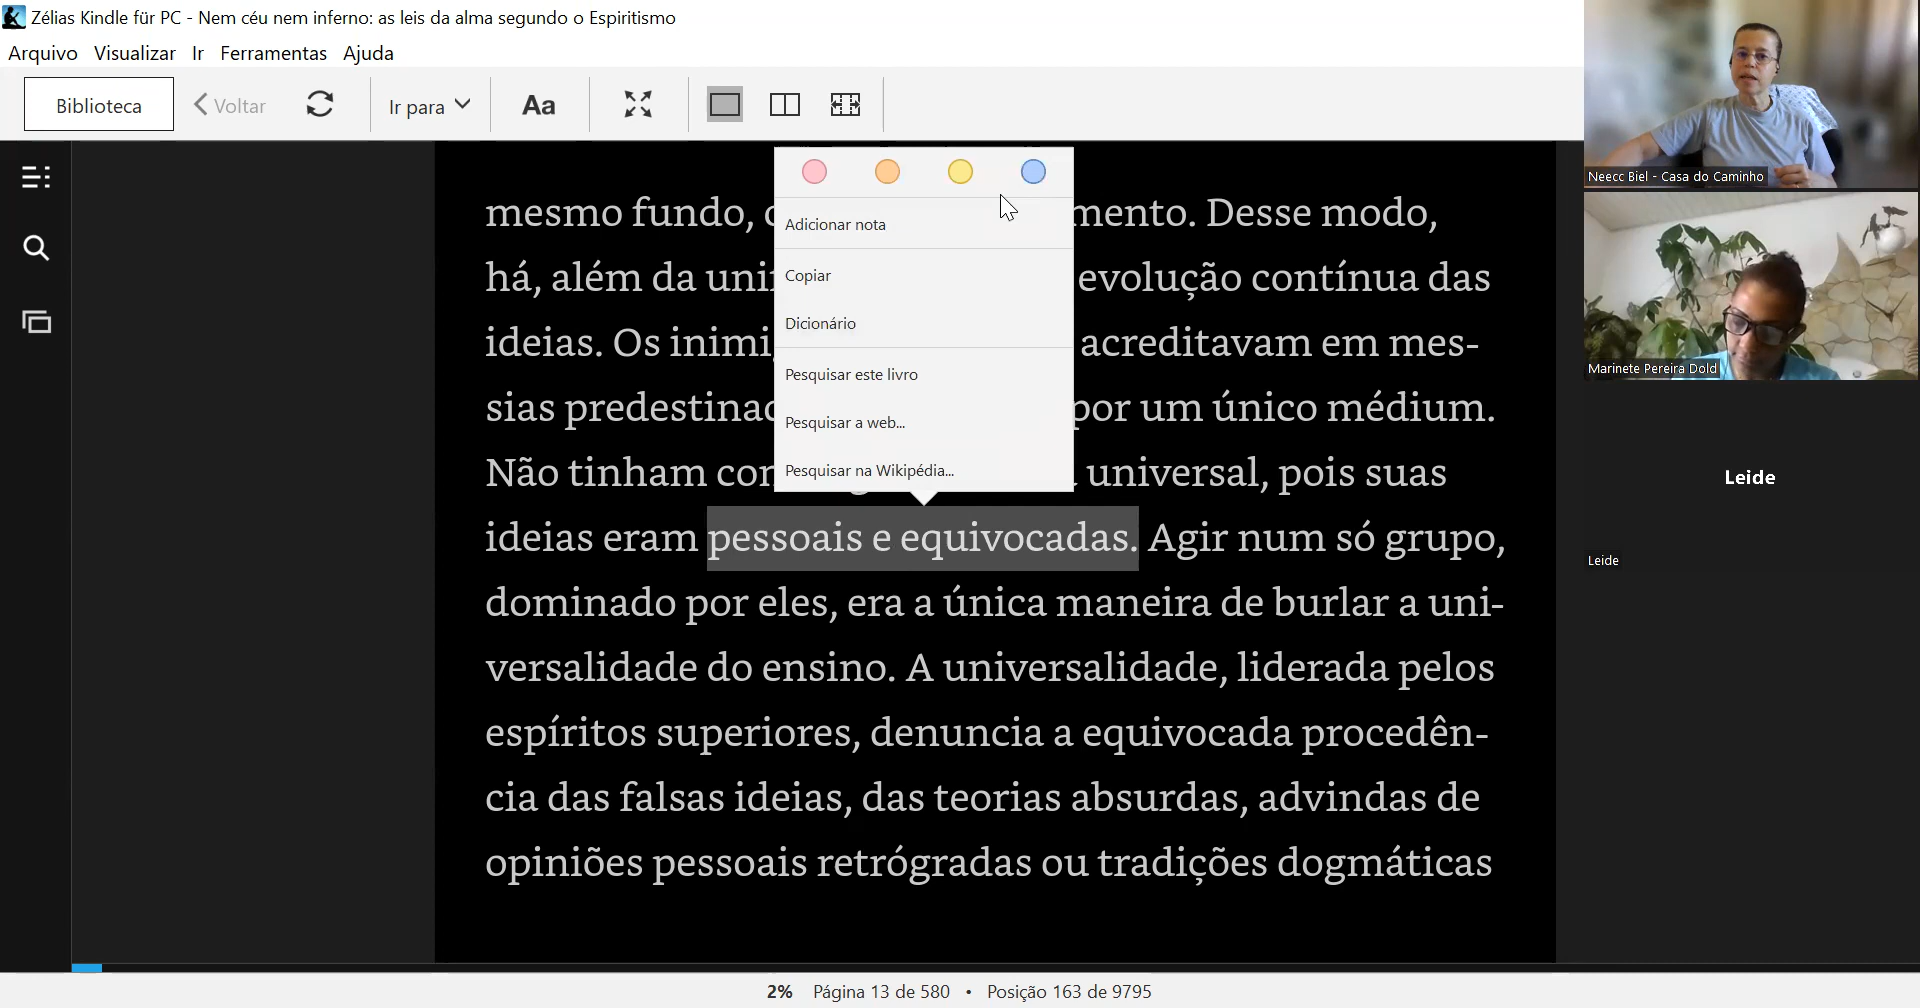 Zélias Kindle für PC - Nem céu nem inferno: as leis da alma segundo o Espiritismo
Arquivo Visualizar Ir Ferramentas Ajuda
Biblioteca Voltar Ir para Aa
mesmo fundo, mento. Desse modo,
há, além da uni evolução contínua das
ideias. Os inimi acreditavam em mes-
sias predestina por um único médium.
Não tinham con universal, pois suas
ideias eram pessoais e equivocadas. Agir num só grupo,
dominado por eles, era a única maneira de burlar a uni-
versalidade do ensino. A universalidade, liderada pelos
espíritos superiores, denuncia a equivocada procedên-
cia das falsas ideias, das teorias absurdas, advindas de
opiniões pessoais retrógradas ou tradições dogmáticas
Adicionar nota
Copiar
Dicionário
Pesquisar este livro
Pesquisar a web...
Pesquisar na Wikipédia...
Neecc Biel - Casa do Caminho
Marinete Pereira Dold
Leide
Leide
2% Página 13 de 580 • Posição 163 de 9795